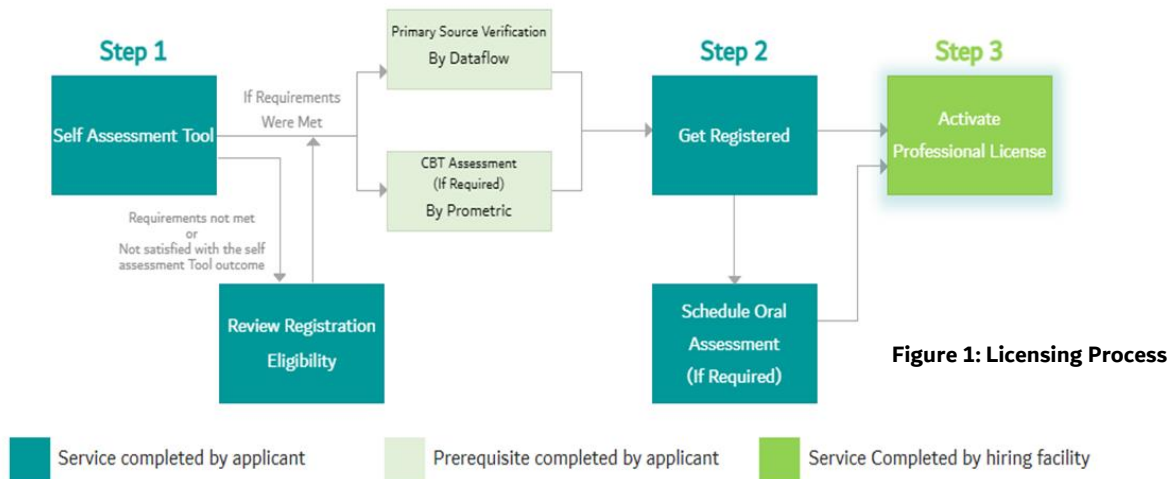 Step 1
Self Assessment Tool
If Requirements
Were Met
Requirements not met
or
Not satisfied with the self
assessment Tool outcome
Review Registration
Eligibility
Primary Source Verification
By Dataflow
CBT Assessment
(If Required)
By Prometric
Step 2
Get Registered
Schedule Oral
Assessment
(If Required)
Step 3
Activate
Professional License
Figure 1: Licensing Process
Service completed by applicant
Prerequisite completed by applicant
Service Completed by hiring facility